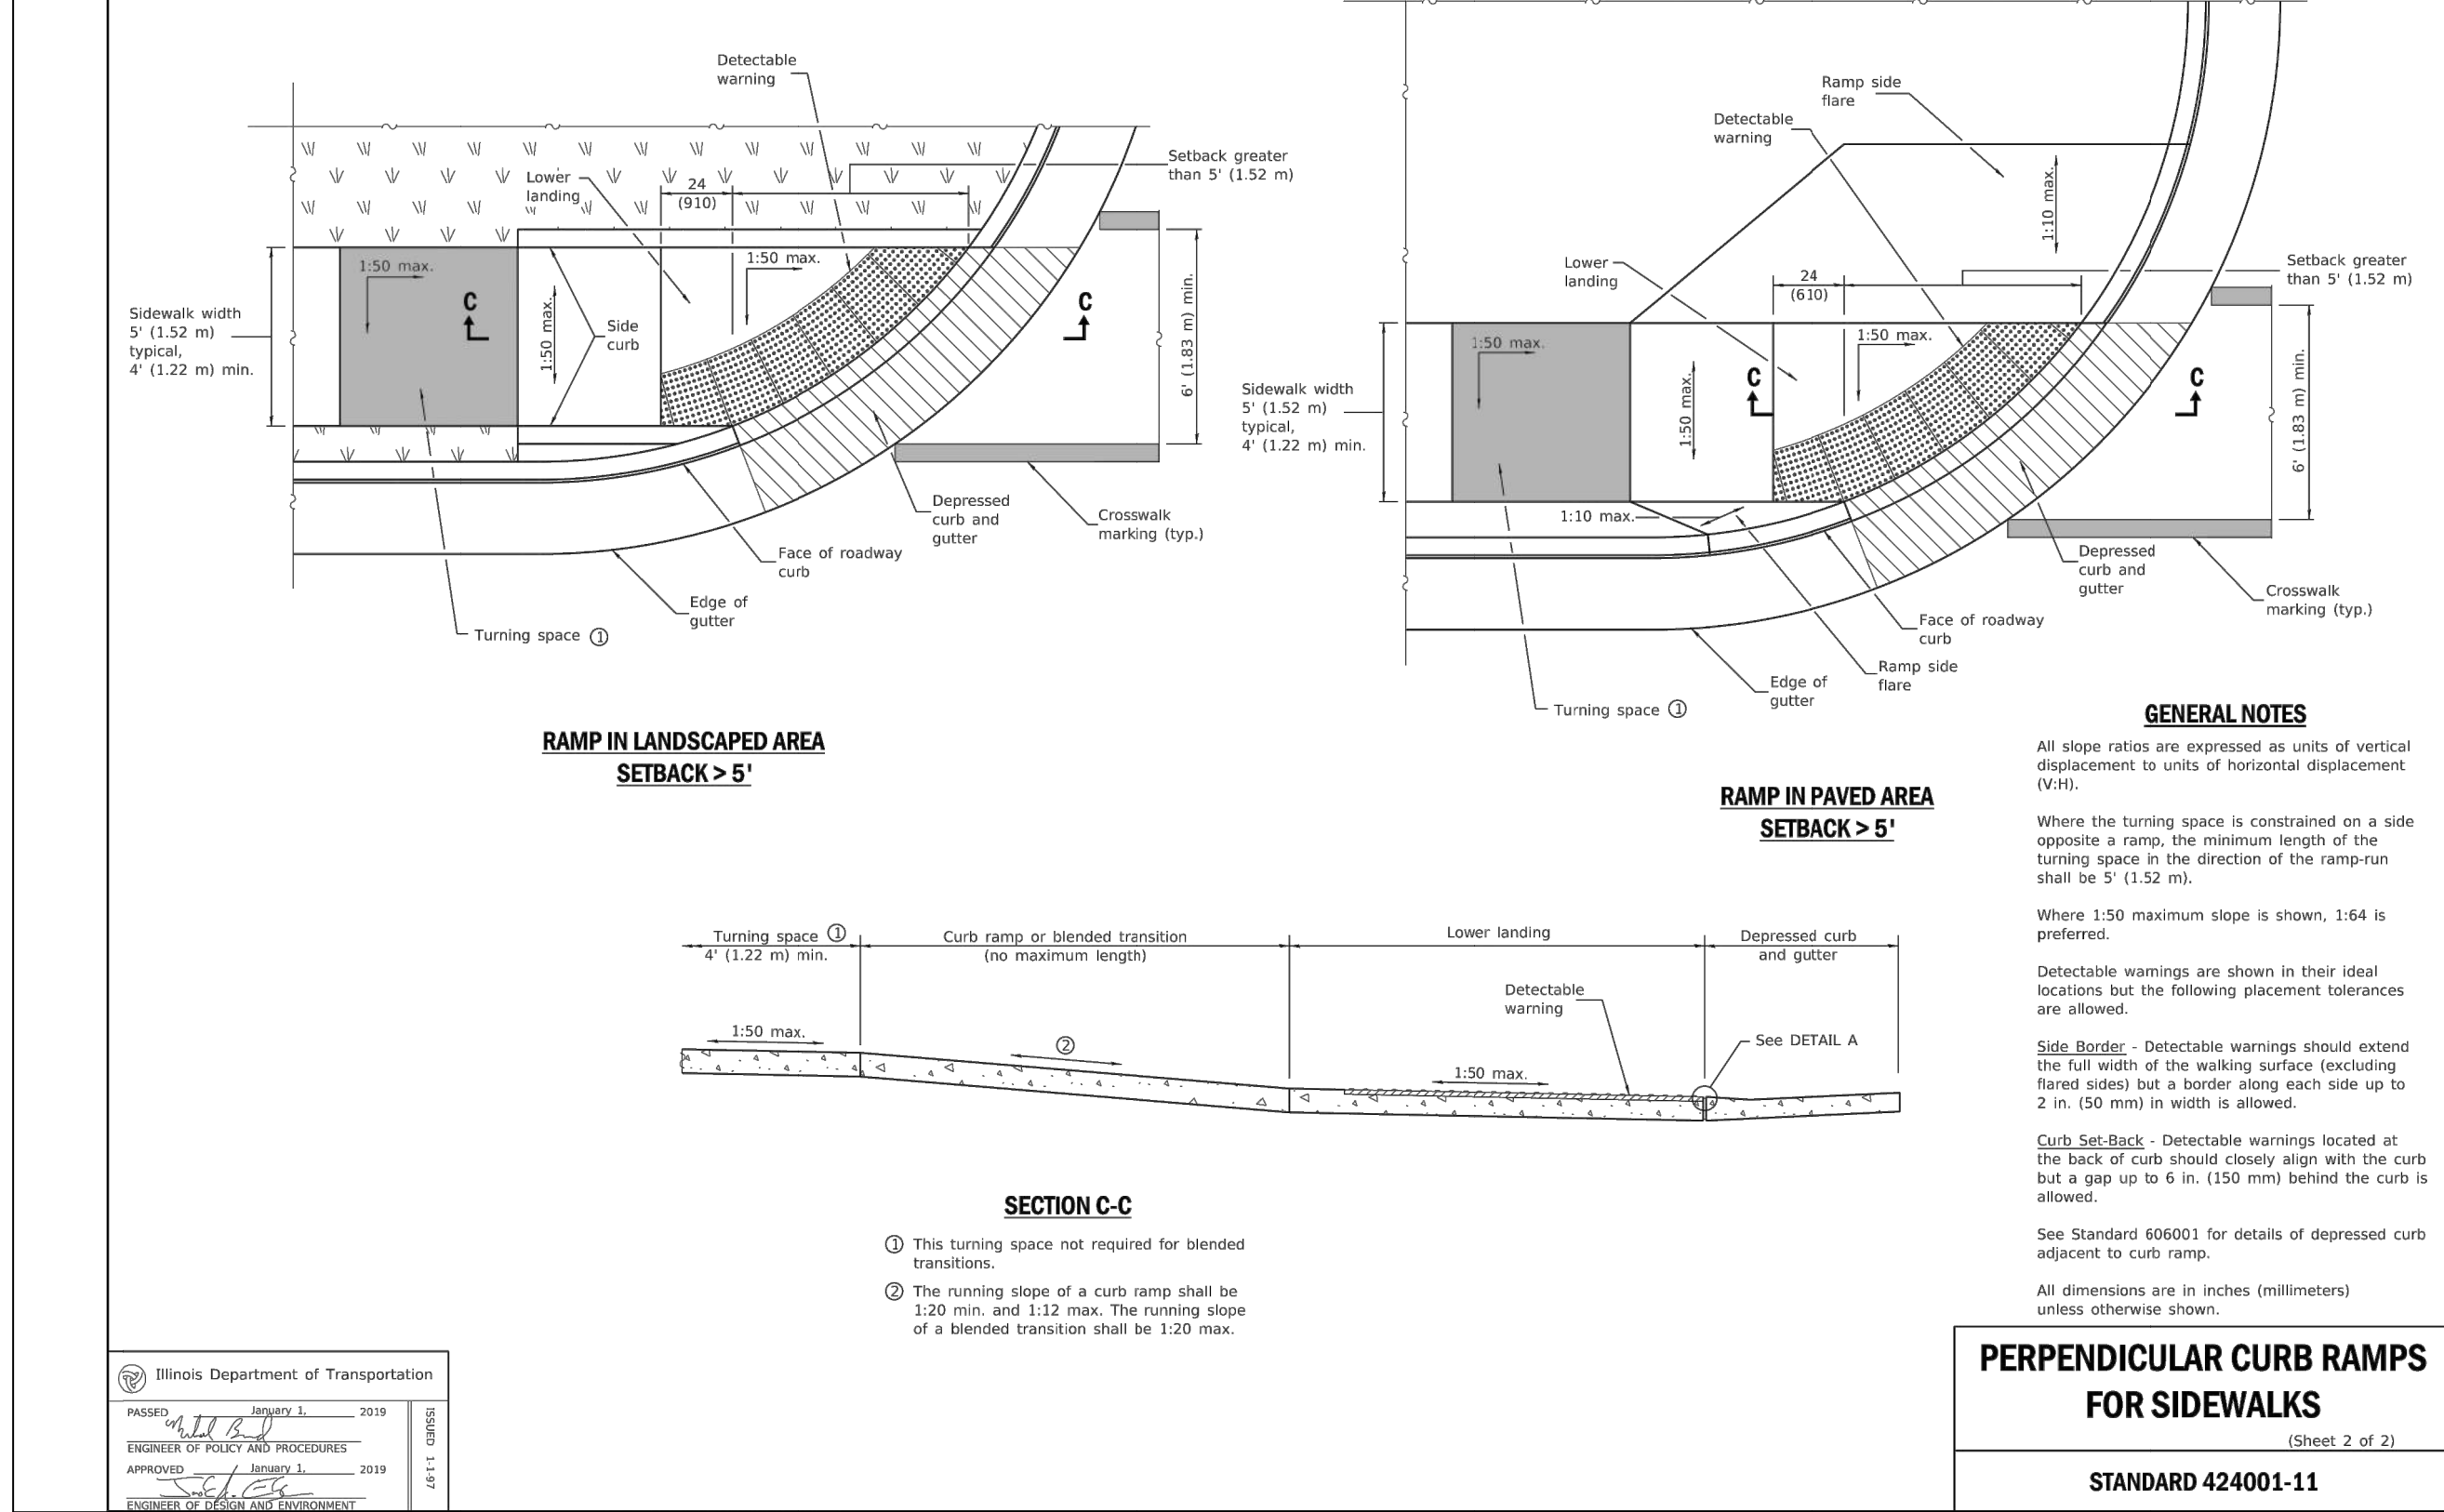 Detectable
warning
Setback greater
than 5' (1.52 m)
Lower
landing
24
(910)
1:50 max.
1:50 max.
C
C
1:50 max.
Side
curb
Sidewalk width
5' (1.52 m)
typical,
4' (1.22 m) min.
6' (1.83 m) min.
Depressed
curb and
gutter
Crosswalk
marking (typ.)
Face of roadway
curb
Edge of
gutter
Turning space ①
RAMP IN LANDSCAPED AREA
SETBACK > 5'
Ramp side
flare
Detectable
warning
1:10 max.
Setback greater
than 5' (1.52 m)
Lower
landing
24
(610)
1:50 max.
1:50 max.
C
C
1:50 max.
Sidewalk width
5' (1.52 m)
typical,
4' (1.22 m) min.
6' (1.83 m) min.
1:10 max.
Depressed
curb and
gutter
Crosswalk
marking (typ.)
Face of roadway
curb
Ramp side
flare
Edge of
gutter
Turning space ①
RAMP IN PAVED AREA
SETBACK > 5'
Turning space ①
4' (1.22 m) min.
Curb ramp or blended transition
(no maximum length)
Lower landing
Depressed curb
and gutter
Detectable
warning
1:50 max.
②
See DETAIL A
1:50 max.
SECTION C-C
① This turning space not required for blended
transitions.
② The running slope of a curb ramp shall be
1:20 min. and 1:12 max. The running slope
of a blended transition shall be 1:20 max.
GENERAL NOTES
All slope ratios are expressed as units of vertical
displacement to units of horizontal displacement
(V:H).
Where the turning space is constrained on a side
opposite a ramp, the minimum length of the
turning space in the direction of the ramp-run
shall be 5' (1.52 m).
Where 1:50 maximum slope is shown, 1:64 is
preferred.
Detectable warnings are shown in their ideal
locations but the following placement tolerances
are allowed.
Side Border - Detectable warnings should extend
the full width of the walking surface (excluding
flared sides) but a border along each side up to
2 in. (50 mm) in width is allowed.
Curb Set-Back - Detectable warnings located at
the back of curb should closely align with the curb
but a gap up to 6 in. (150 mm) behind the curb is
allowed.
See Standard 606001 for details of depressed curb
adjacent to curb ramp.
All dimensions are in inches (millimeters)
unless otherwise shown.
Illinois Department of Transportation
PASSED January 1, 2019
ENGINEER OF POLICY AND PROCEDURES
APPROVED January 1, 2019
ENGINEER OF DESIGN AND ENVIRONMENT
ISSUED 1-1-97
PERPENDICULAR CURB RAMPS
FOR SIDEWALKS
(Sheet 2 of 2)
STANDARD 424001-11